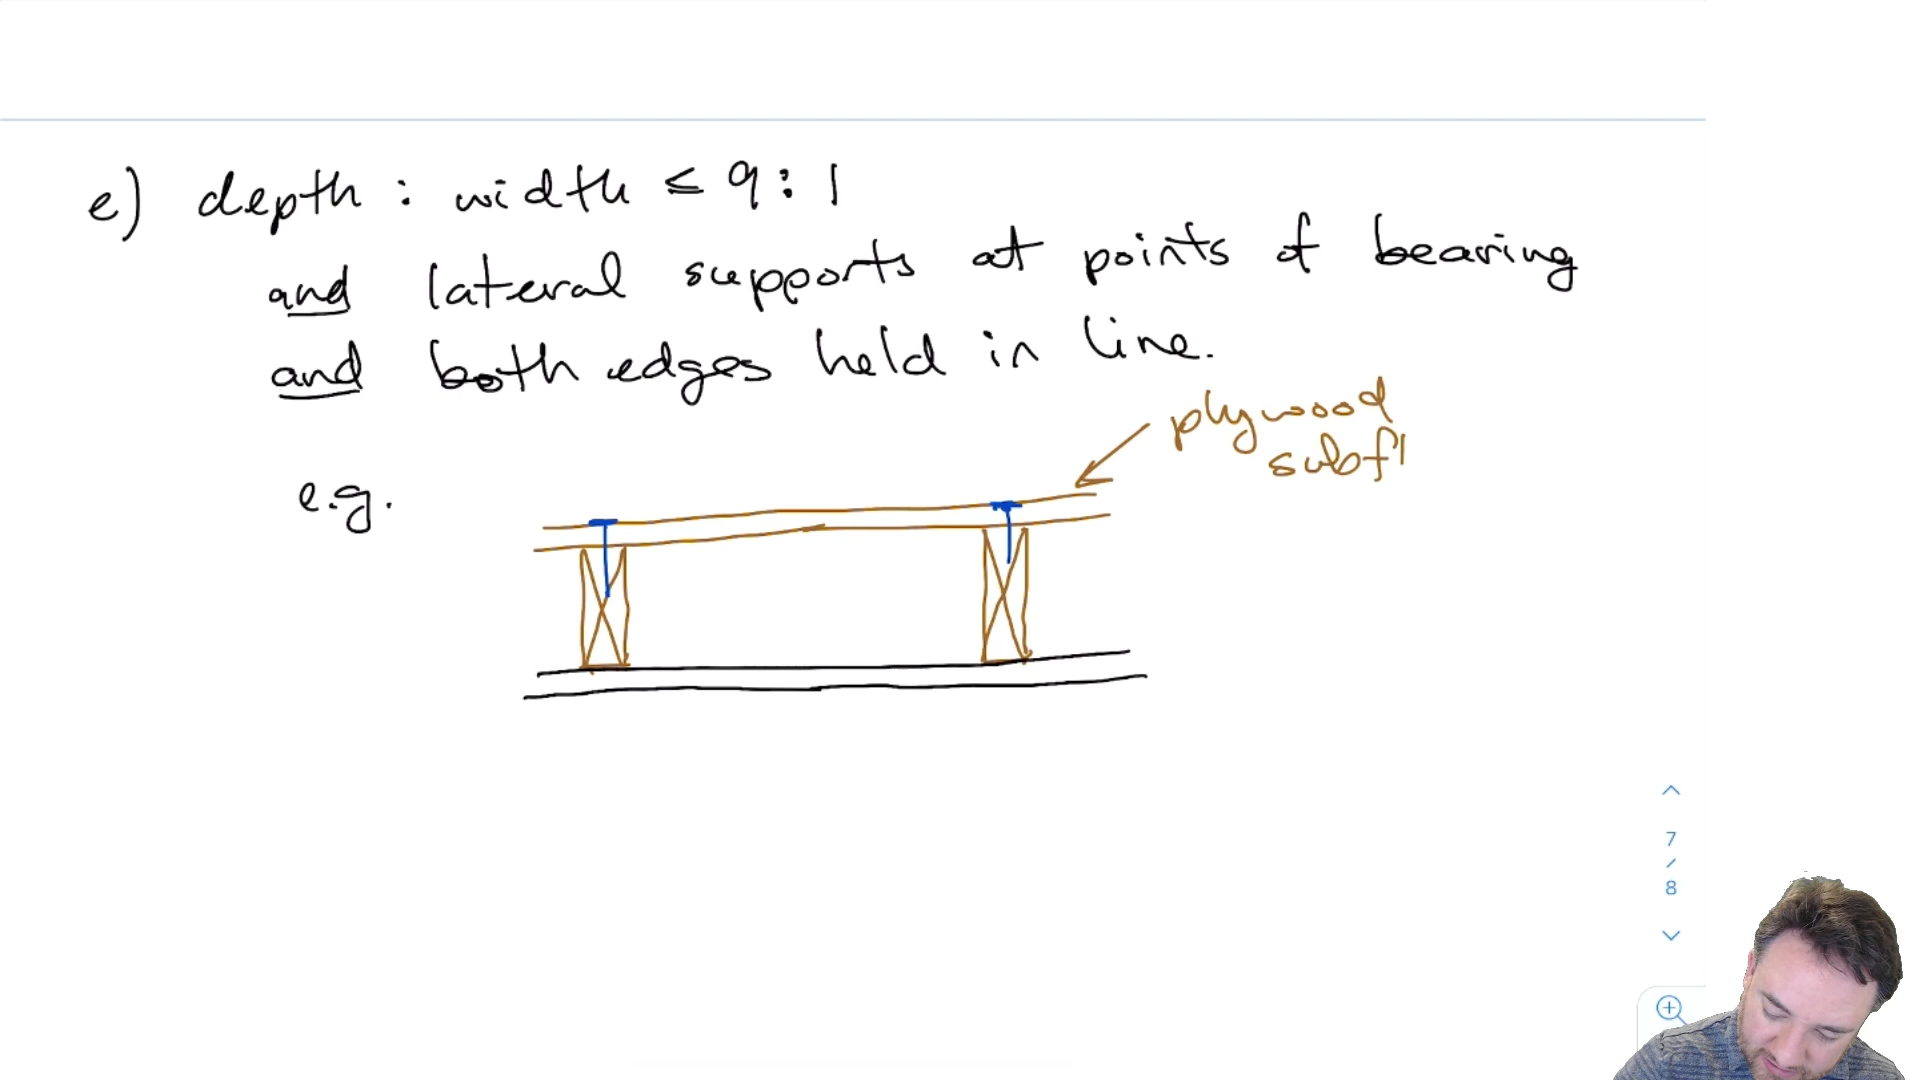 e) depth : width ≤ 9 : 1
and lateral supports at points of bearing
and both edges held in line.
plywood
subfl
e.g.
7
/
8